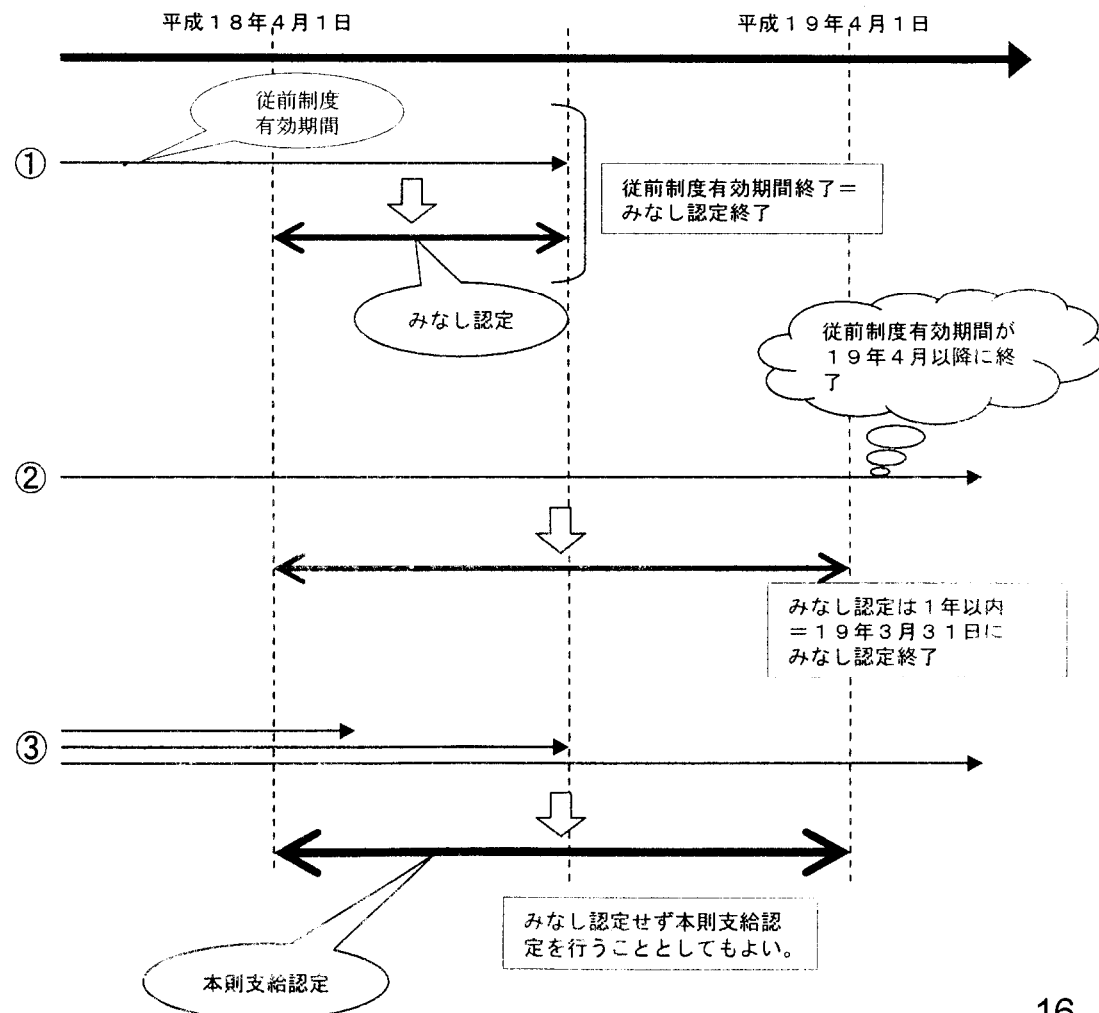 平成１８年４月１日
平成１９年４月１日
従前制度
有効期間
①
従前制度有効期間終了＝
みなし認定終了
みなし認定
従前制度有効期間が
１９年４月以降に終
了
②
みなし認定は１年以内
＝１９年３月３１日に
みなし認定終了
③
みなし認定せず本則支給認
定を行うこととしてもよい。
本則支給認定
16